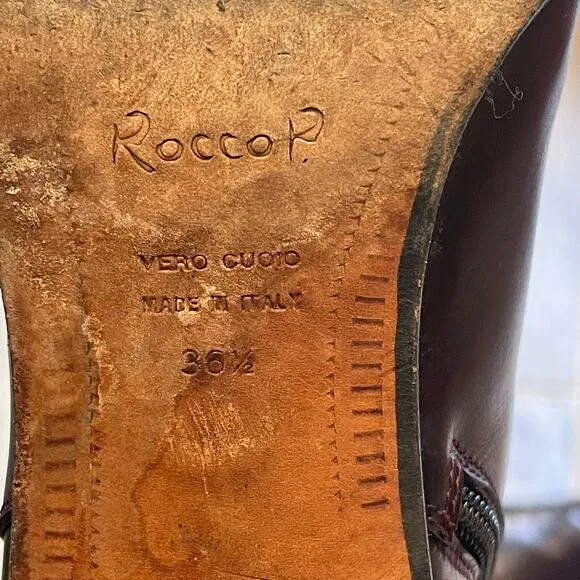 Rocco P.
VERO CUOIO
MADE IN ITALY
36½